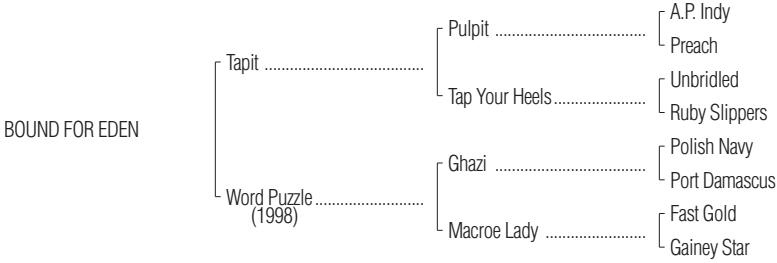 A.P. Indy
Pulpit ......................................
Preach
Tapit ........................................
Unbridled
Tap Your Heels.......................
Ruby Slippers
BOUND FOR EDEN
Polish Navy
Ghazi ......................................
Port Damascus
Word Puzzle...........................
(1998)
Fast Gold
Macroe Lady .........................
Gainey Star